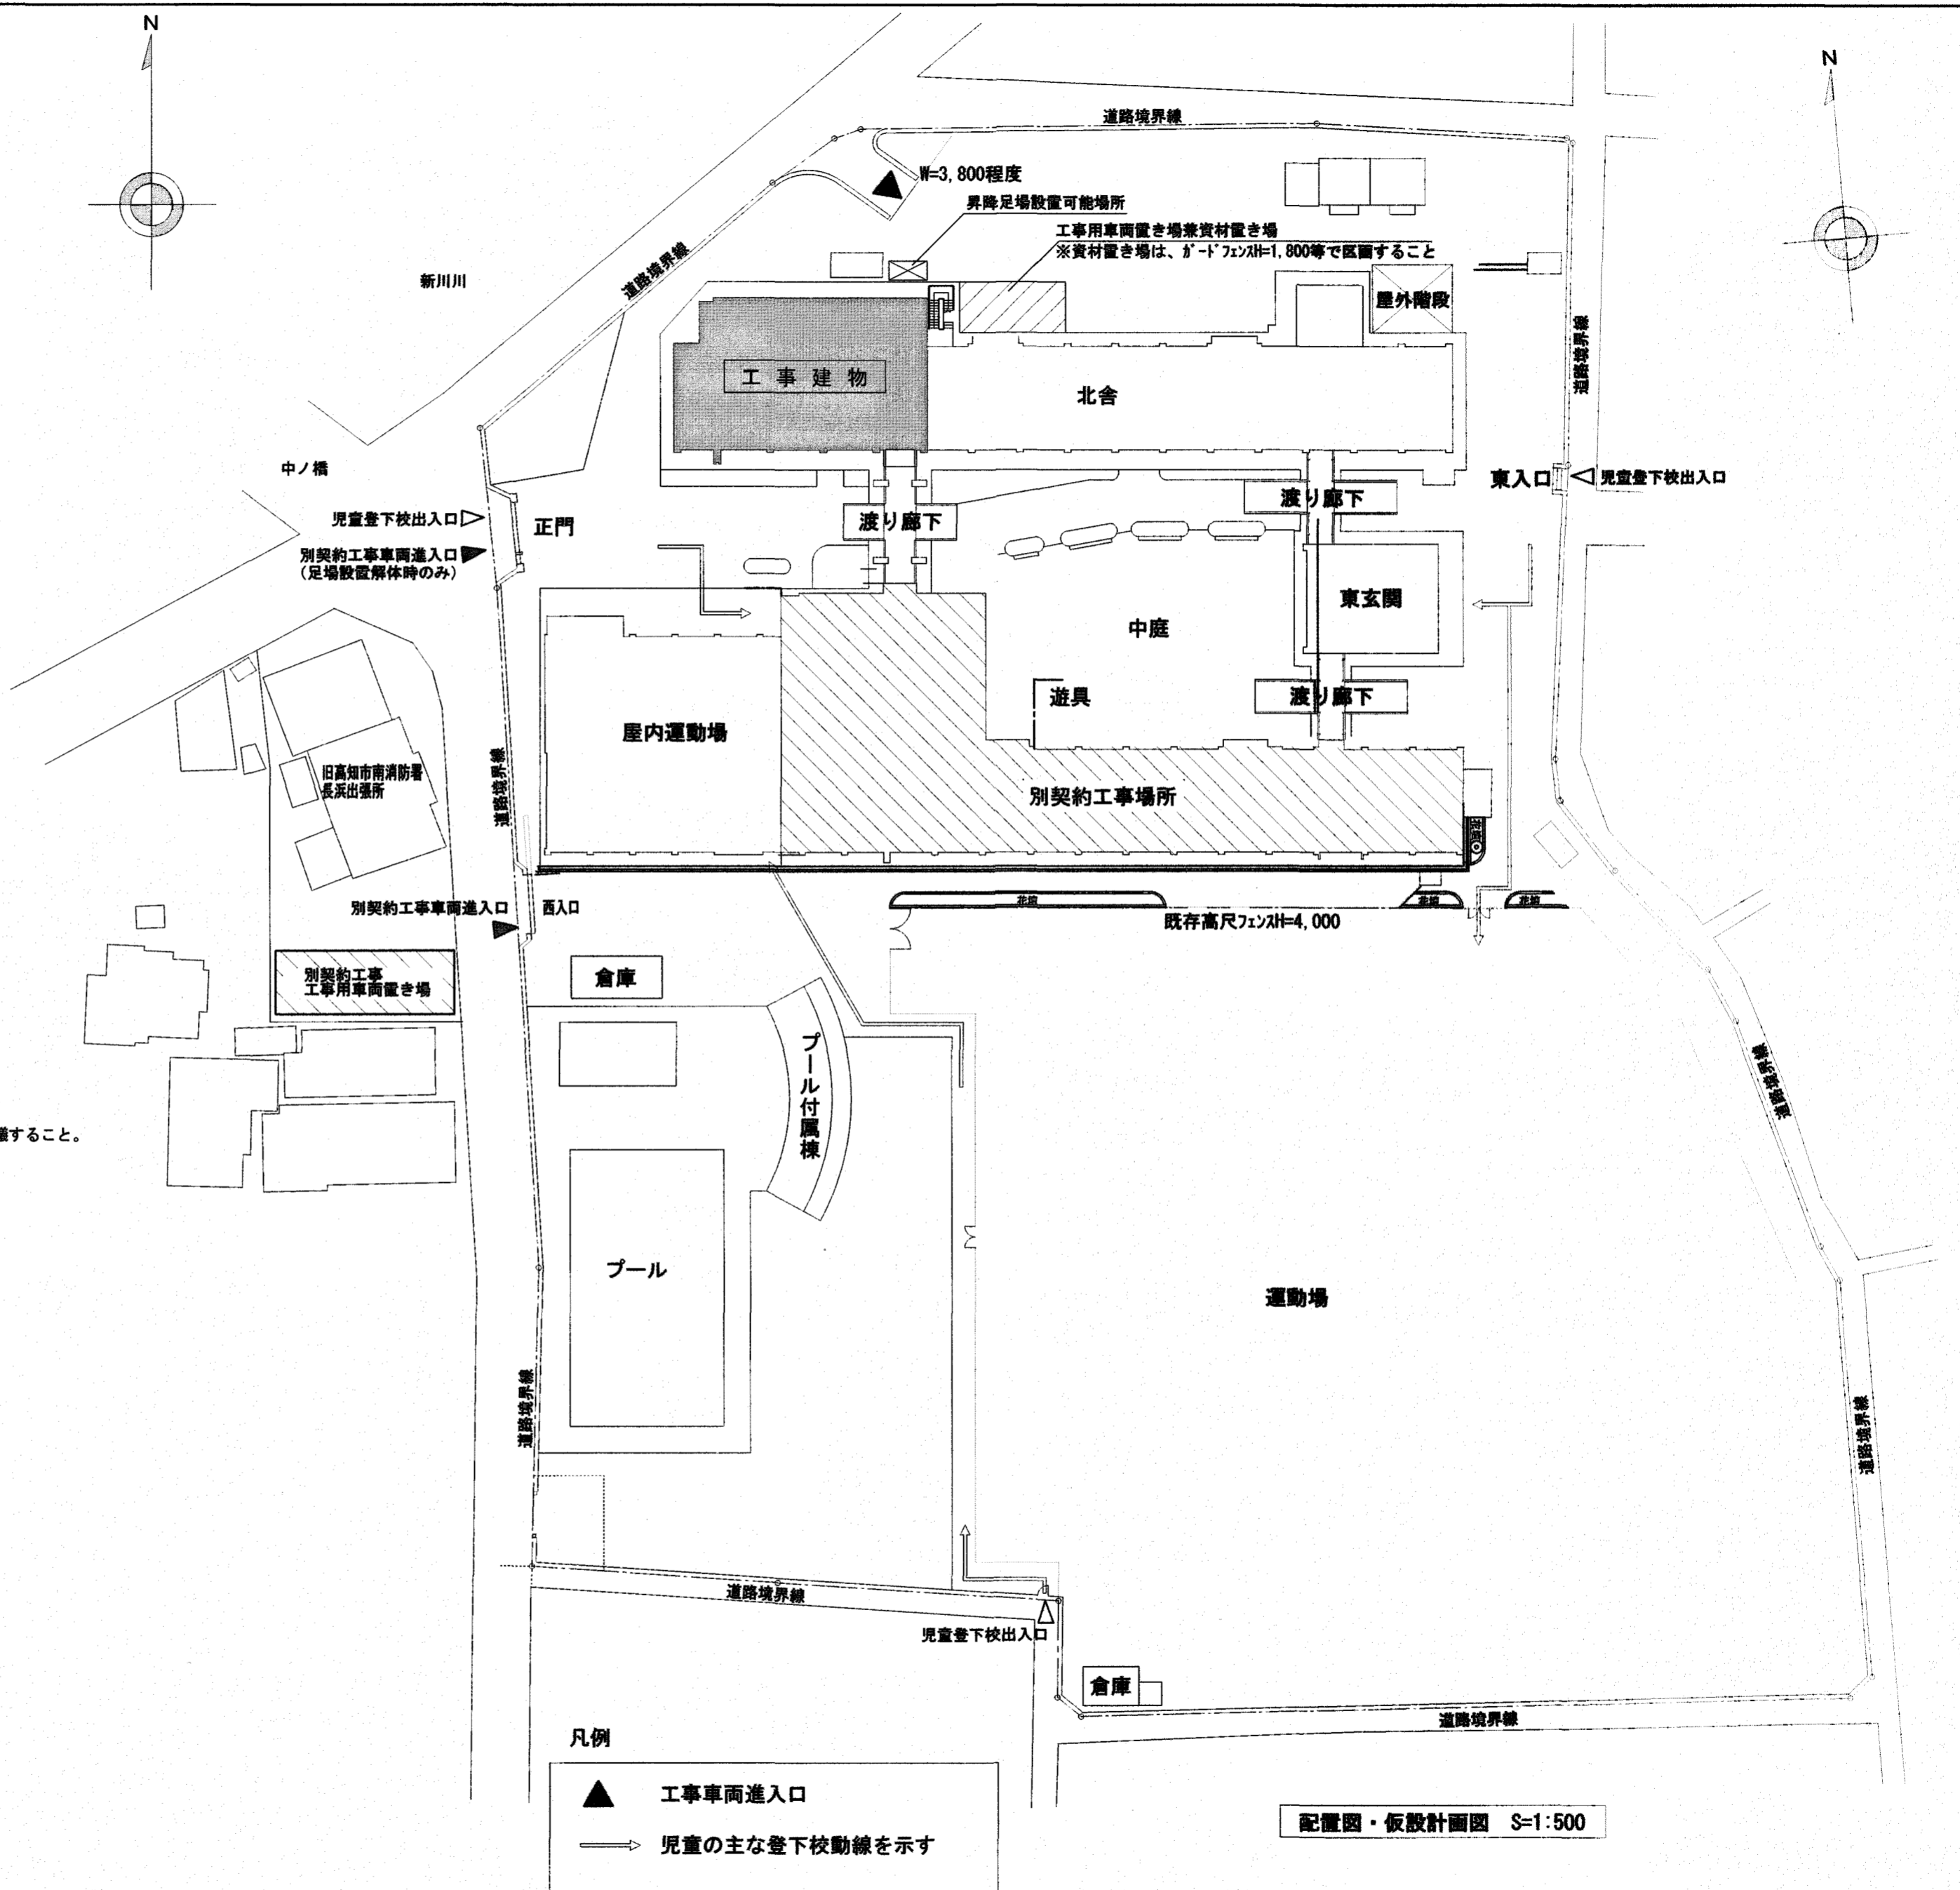 N
N
道路境界線
W=3,800程度
昇降足場設置可能場所
工事用車両置き場兼資材置き場
※資材置き場は、ｶﾞｰﾄﾞﾌｪﾝｽH=1,800等で区画すること
道路境界線
新川川
屋外階段
道路境界線
工事建物
北舎
中ノ橋
東入口
児童登下校出入口
渡り廊下
児童登下校出入口
正門
渡り廊下
別契約工事車両進入口
(足場設置解体時のみ)
東玄関
中庭
遊具
渡り廊下
屋内運動場
旧高知市南消防署
長浜出張所
道路境界線
別契約工事場所
花壇
別契約工事車両進入口
西入口
花壇
花壇
花壇
既存高尺ﾌｪﾝｽH=4,000
別契約工事
工事用車両置き場
倉庫
プール付属棟
道路境界線
議すること。
プール
運動場
道路境界線
道路境界線
道路境界線
児童登下校出入口
倉庫
道路境界線
凡例
工事車両進入口
児童の主な登下校動線を示す
配置図・仮設計画図 S=1:500